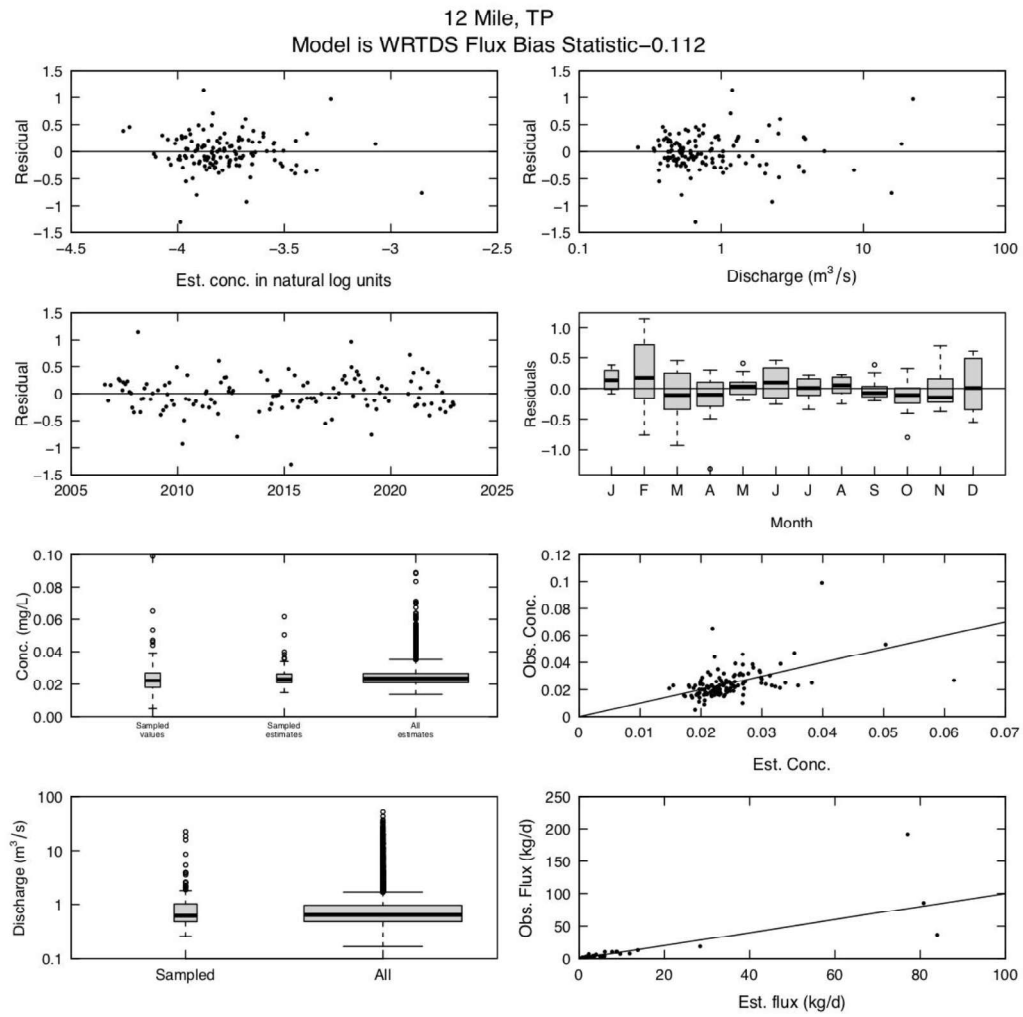 12 Mile, TP
Model is WRTDS Flux Bias Statistic−0.112
1.5
1
0.5
0
−0.5
−1
−1.5
Residual
−4.5 −4 −3.5 −3 −2.5
Est. conc. in natural log units
1.5
1
0.5
0
−0.5
−1
−1.5
Residual
0.1 1 10 100
Discharge (m³/s)
1.5
1
0.5
0
−0.5
−1
−1.5
Residual
2005 2010 2015 2020 2025
1.0
0.5
0.0
−0.5
−1.0
Residuals
J F M A M J J A S O N D
Month
0.10
0.08
0.06
0.04
0.02
0.00
Conc. (mg/L)
Sampled values
Sampled estimates
All estimates
0.12
0.1
0.08
0.06
0.04
0.02
0
Obs. Conc.
0 0.01 0.02 0.03 0.04 0.05 0.06 0.07
Est. Conc.
100
10
1
0.1
Discharge (m³/s)
Sampled All
250
200
150
100
50
0
Obs. Flux (kg/d)
0 20 40 60 80 100
Est. flux (kg/d)